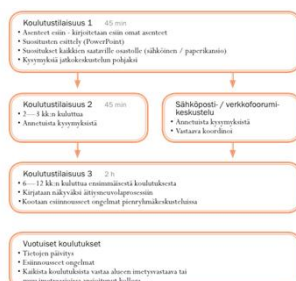 Koulutustilaisuus 1 45 min
• Asenteet esiin - kirjoitetaan esiin omat asenteet
• Suositusten esittely (PowerPoint)
• Suositukset kaikkien saataville osastolle (sähköinen / paperikansio)
• Kysymyksiä jatkokeskustelun pohjaksi
Koulutustilaisuus 2 45 min
• 2—3 kk:n kuluttua
• Annetuista kysymyksistä
Sähköposti- / verkkofoorumi-
keskustelu
• Annetuista kysymyksistä
• Vastaava koordinoi
Koulutustilaisuus 3 2 h
• 6—12 kk:n kuluttua ensimmäisestä koulutuksesta
• Kirjataan näkyväksi äitiysneuvolaprosessiin
• Kootaan esiinnousseet ongelmat pienryhmäkeskusteluissa
Vuotuiset koulutukset
• Tietojen päivitys
• Esiinnousseet ongelmat
• Kaikista koulutuksista vastaa alueen imetysvastaava tai